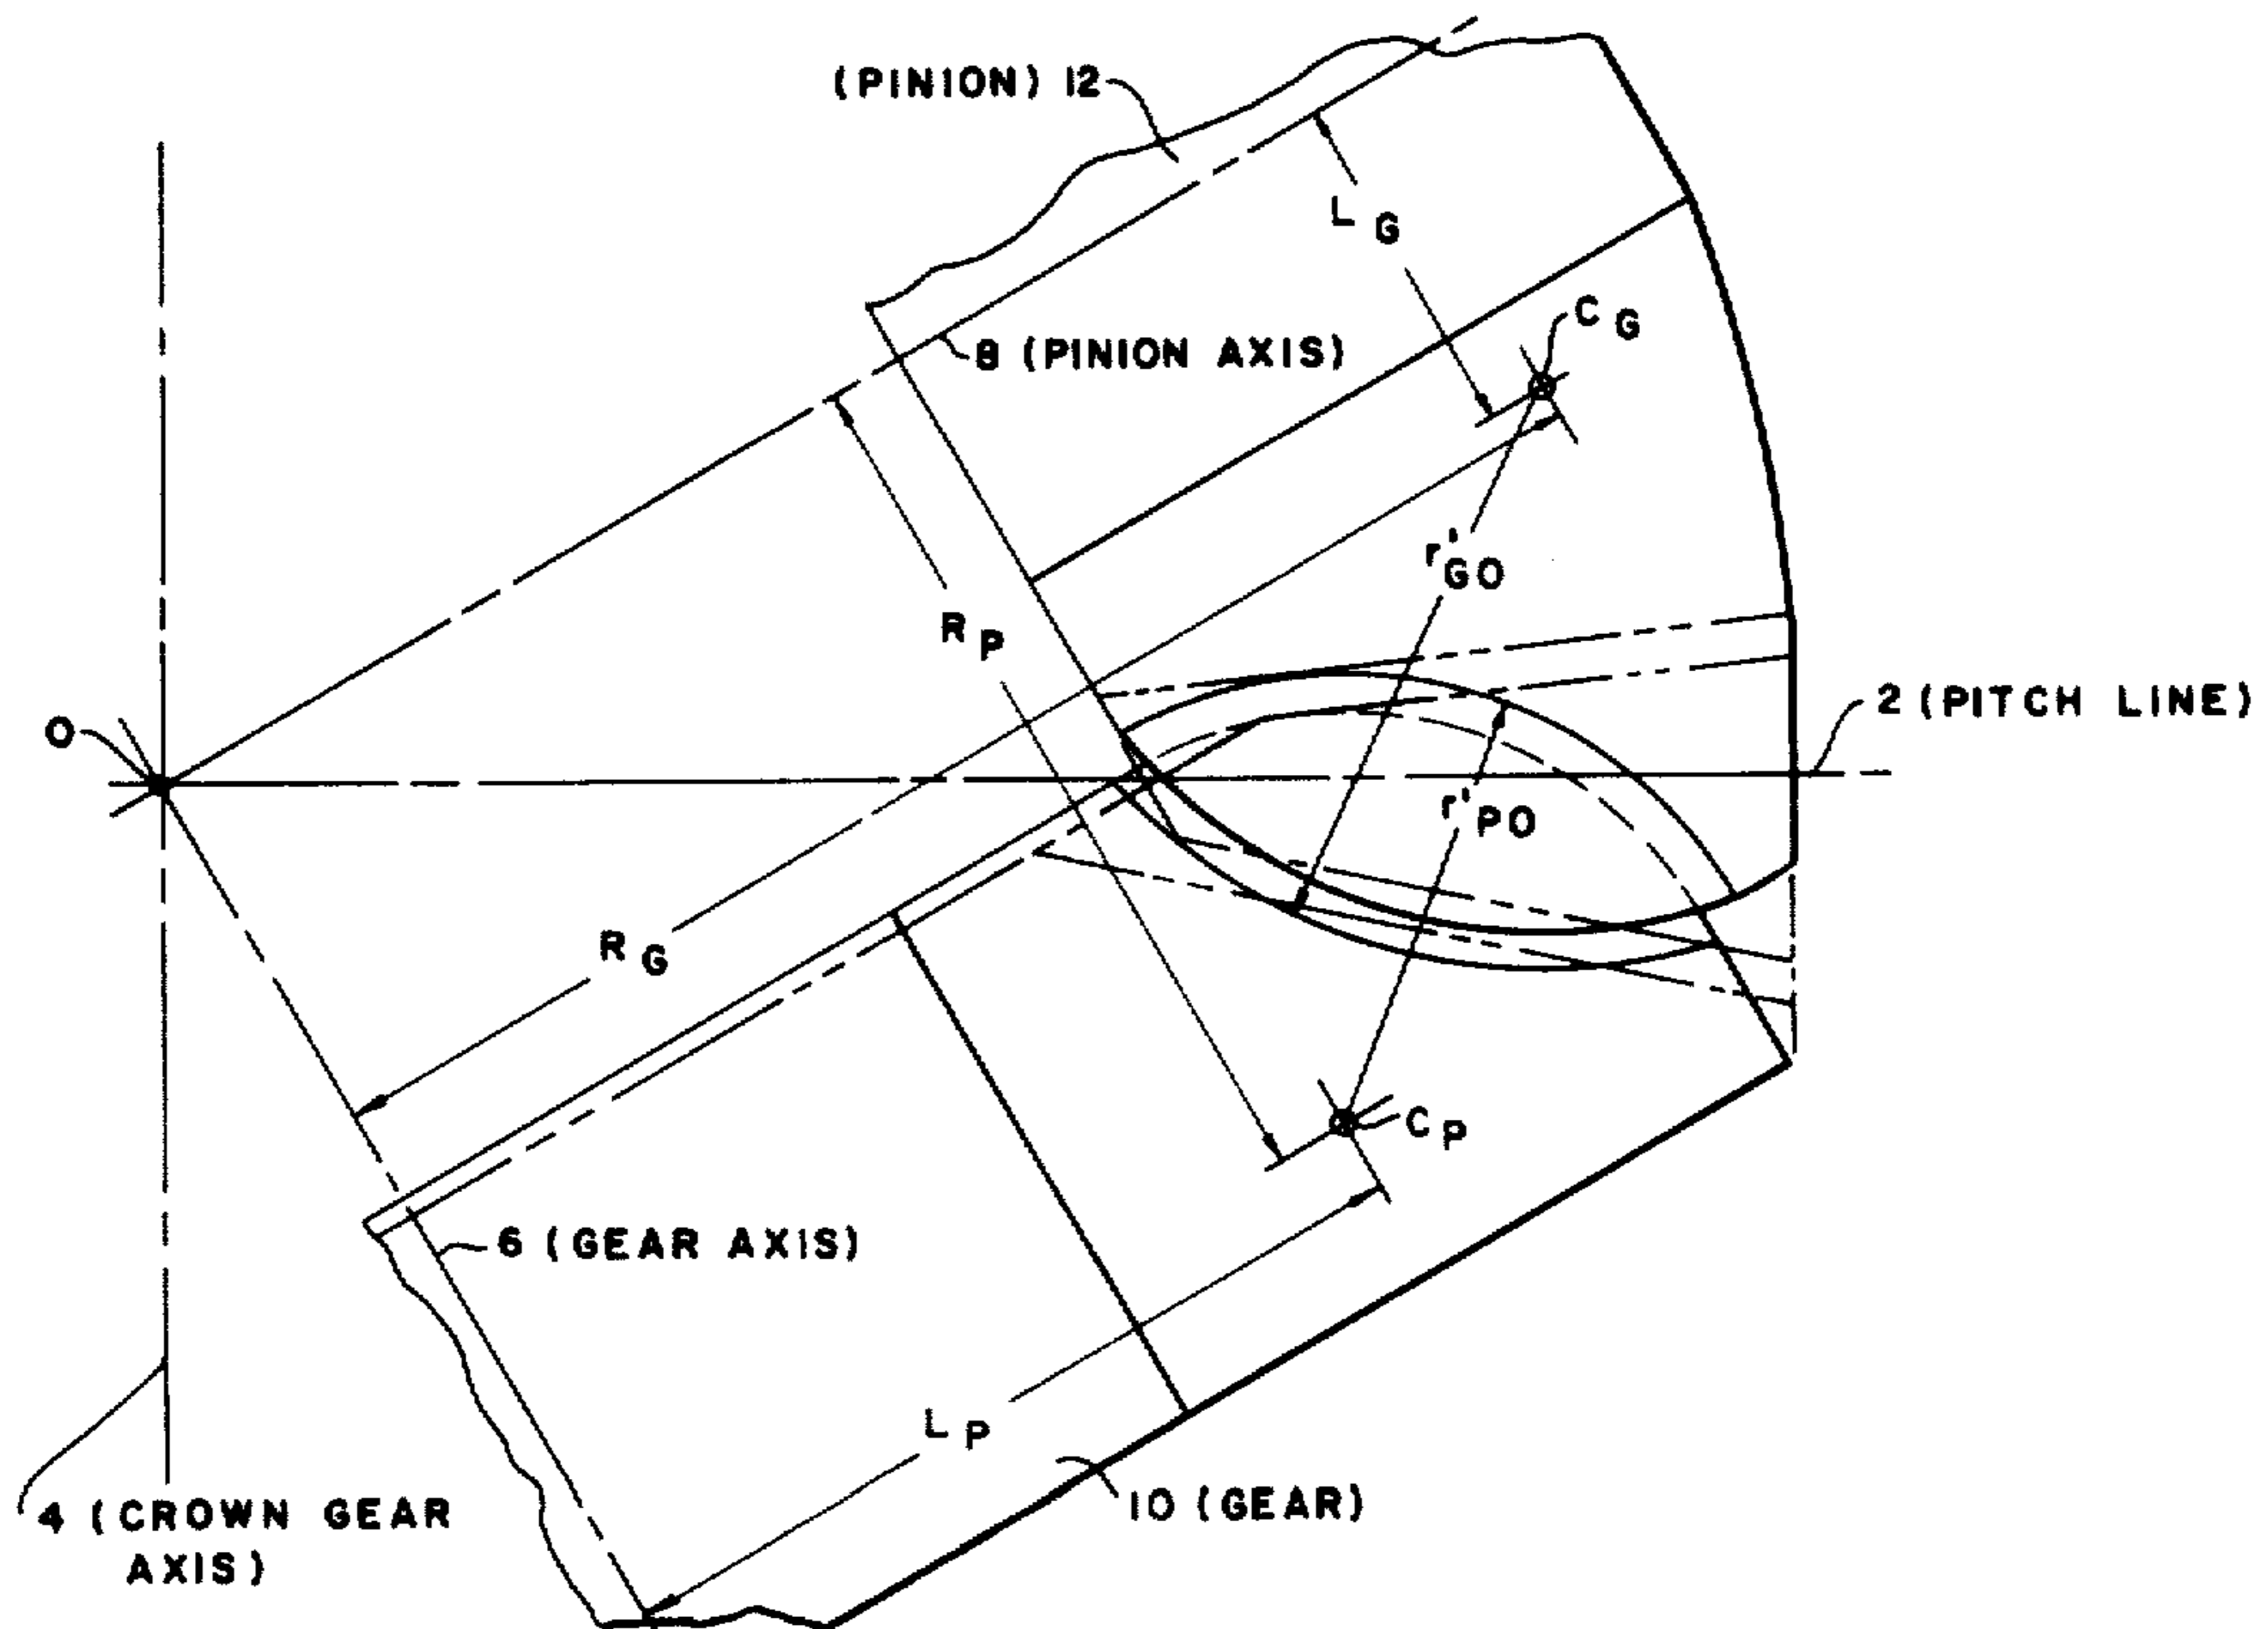 (PINION) 12
L G
C G
8 (PINION AXIS)
r'GO
R P
2 (PITCH LINE)
O
r'PO
R G
C P
6 (GEAR AXIS)
L P
10 (GEAR)
4 (CROWN GEAR
AXIS)